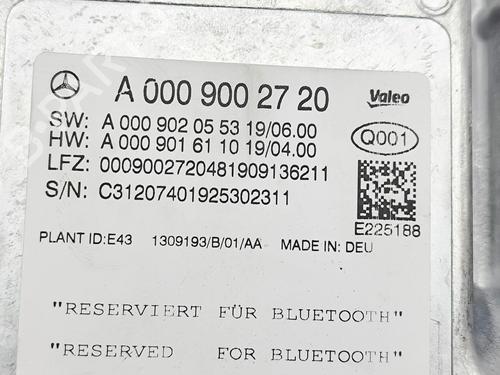 A 000 900 27 20 Valeo
SW: A 000 902 05 53 19/06.00
HW: A 000 901 61 10 19/04.00
Q001
LFZ: 0009002720481909136211
S/N: C31207401925302311
E225188
PLANT ID:E43 1309193/B/01/AA MADE IN: DEU
"RESERVIERT FÜR BLUETOOTH"
"RESERVED FOR BLUETOOTH"